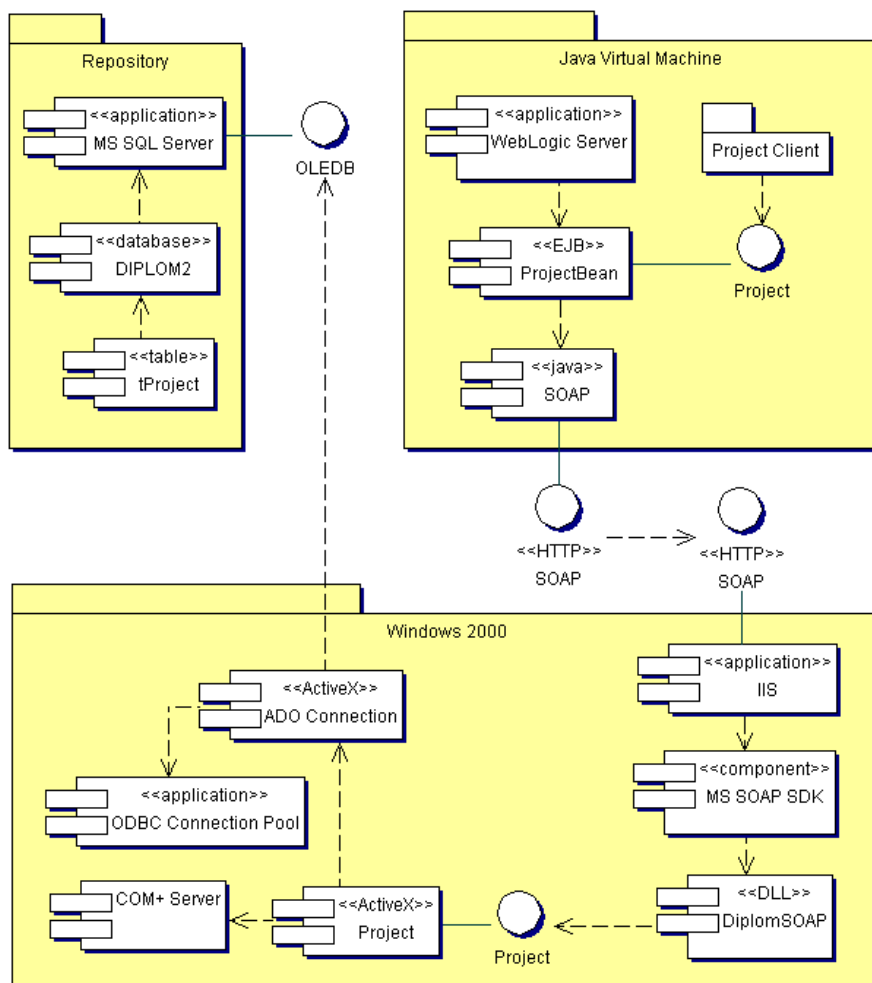 Repository
<<application>>
MS SQL Server
OLEDB
<<database>>
DIPLOM2
<<table>>
tProject
Java Virtual Machine
<<application>>
WebLogic Server
Project Client
<<EJB>>
ProjectBean
Project
<<java>>
SOAP
<<HTTP>>
SOAP
<<HTTP>>
SOAP
Windows 2000
<<ActiveX>>
ADO Connection
<<application>>
IIS
<<application>>
ODBC Connection Pool
<<component>>
MS SOAP SDK
COM+ Server
<<ActiveX>>
Project
Project
<<DLL>>
DiplomSOAP